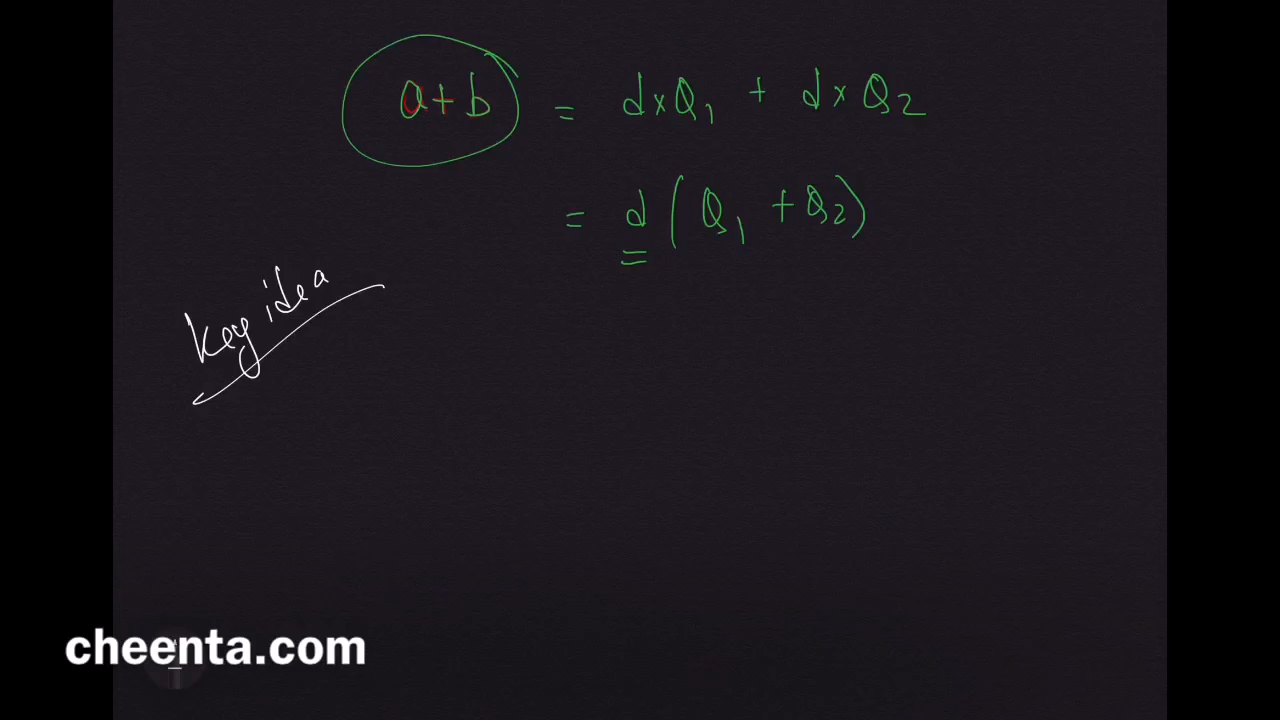 a+b = d×Q₁ + d×Q₂
= d(Q₁ + Q₂)
Key idea
cheenta.com